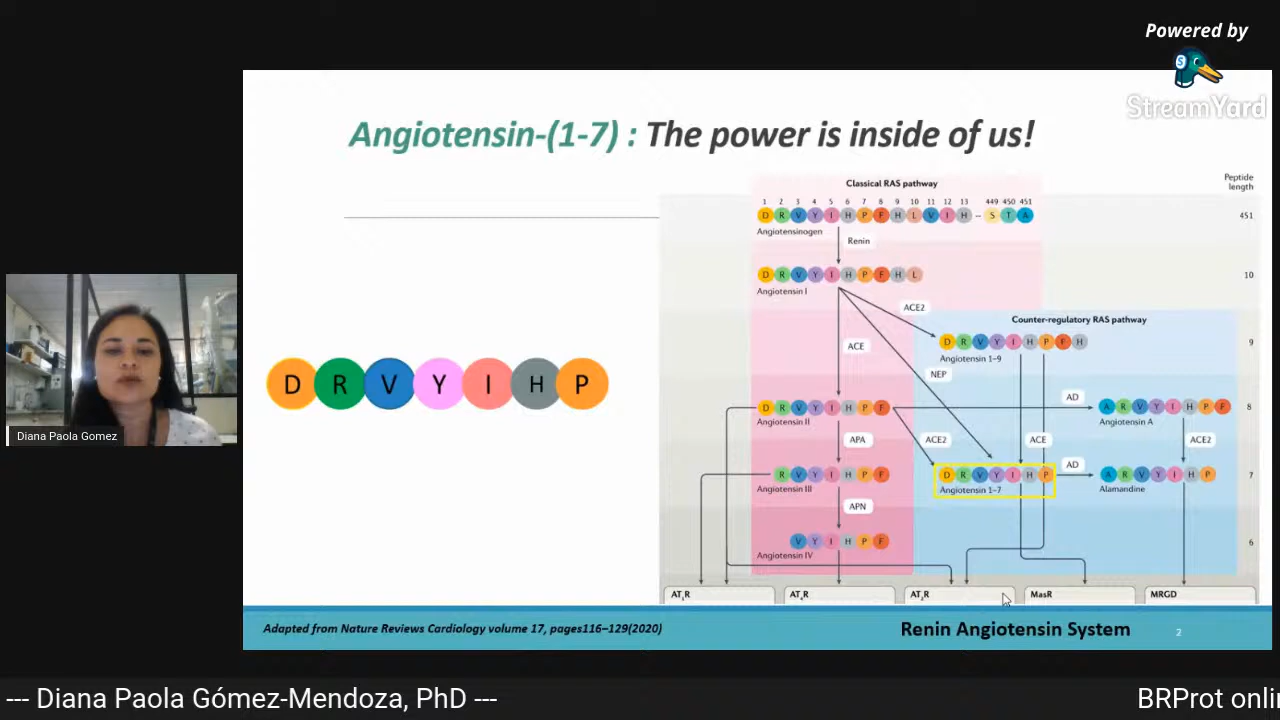 Powered by
StreamYard
Angiotensin-(1-7) : The power is inside of us!
Classical RAS pathway
Peptide
length
1 2 3 4 5 6 7 8 9 10 11 12 13 449 450 451
D R V Y I H P F H L V I H -- S T A
451
Angiotensinogen
Renin
D R V Y I H P F H L
10
Angiotensin I
ACE2
Counter-regulatory RAS pathway
ACE
D R V Y I H P F H
9
Angiotensin 1–9
NEP
D R V Y I H P
AD
D R V Y I H P F
A R V Y I H P F
8
Angiotensin II
Angiotensin A
APA
ACE2
ACE
ACE2
AD
R V Y I H P F
D R V Y I H P
A R V Y I H P
7
Angiotensin III
Angiotensin 1–7
Alamandine
APN
V Y I H P F
6
Angiotensin IV
AT1R
AT4R
AT2R
MasR
MRGD
Adapted from Nature Reviews Cardiology volume 17, pages116–129(2020)
Renin Angiotensin System
2
Diana Paola Gomez
--- Diana Paola Gómez-Mendoza, PhD ---
BRProt onli